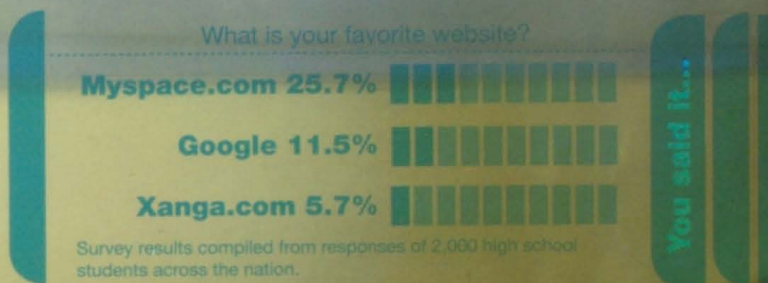 What is your favorite website?
Myspace.com 25.7%
Google 11.5%
Xanga.com 5.7%
Survey results compiled from responses of 2,000 high school
students across the nation.
You said it...